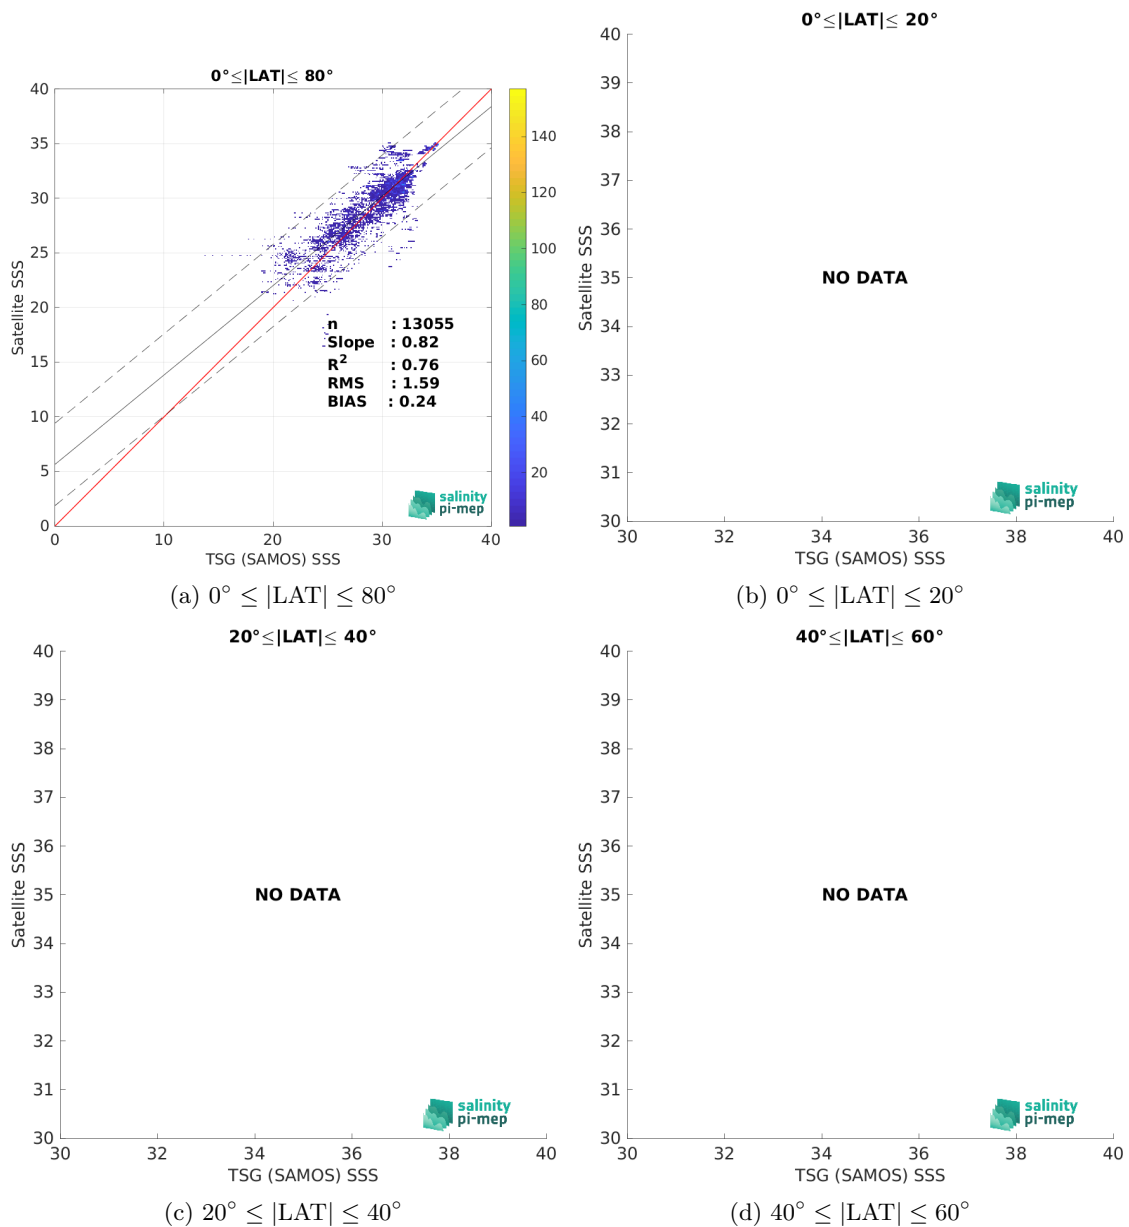 0°≤|LAT|≤ 80°
40
35
30
25
20
15
10
5
0
0
10
20
30
40
Satellite SSS
TSG (SAMOS) SSS
140
120
100
80
60
40
20
n : 13055
Slope : 0.82
R² : 0.76
RMS : 1.59
BIAS : 0.24
salinity
pi-mep
(a) 0° ≤ |LAT| ≤ 80°
0°≤|LAT|≤ 20°
40
39
38
37
36
35
34
33
32
31
30
30
32
34
36
38
40
Satellite SSS
NO DATA
TSG (SAMOS) SSS
salinity
pi-mep
(b) 0° ≤ |LAT| ≤ 20°
20°≤|LAT|≤ 40°
40
39
38
37
36
35
34
33
32
31
30
30
32
34
36
38
40
Satellite SSS
NO DATA
TSG (SAMOS) SSS
salinity
pi-mep
(c) 20° ≤ |LAT| ≤ 40°
40°≤|LAT|≤ 60°
40
39
38
37
36
35
34
33
32
31
30
30
32
34
36
38
40
Satellite SSS
NO DATA
TSG (SAMOS) SSS
salinity
pi-mep
(d) 40° ≤ |LAT| ≤ 60°